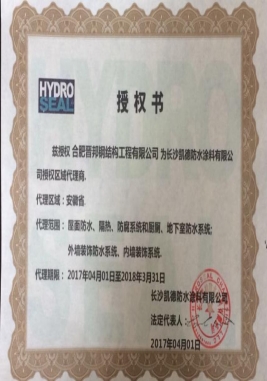 HYDRO
SEAL
授权书
兹授权 合肥晋邦钢结构工程有限公司 为长沙凯德防水涂料有限公
司授权区域代理商.
代理区域：安徽省.
代理范围：屋面防水、隔热、防腐系统和厨厕、地下室防水系统;
外墙装饰防水系统、内墙装饰系统.
代理期限：2017年04月01日至2018年3月31日
长沙凯德防水涂料有限公司
法定代表人：
2017年04月01日